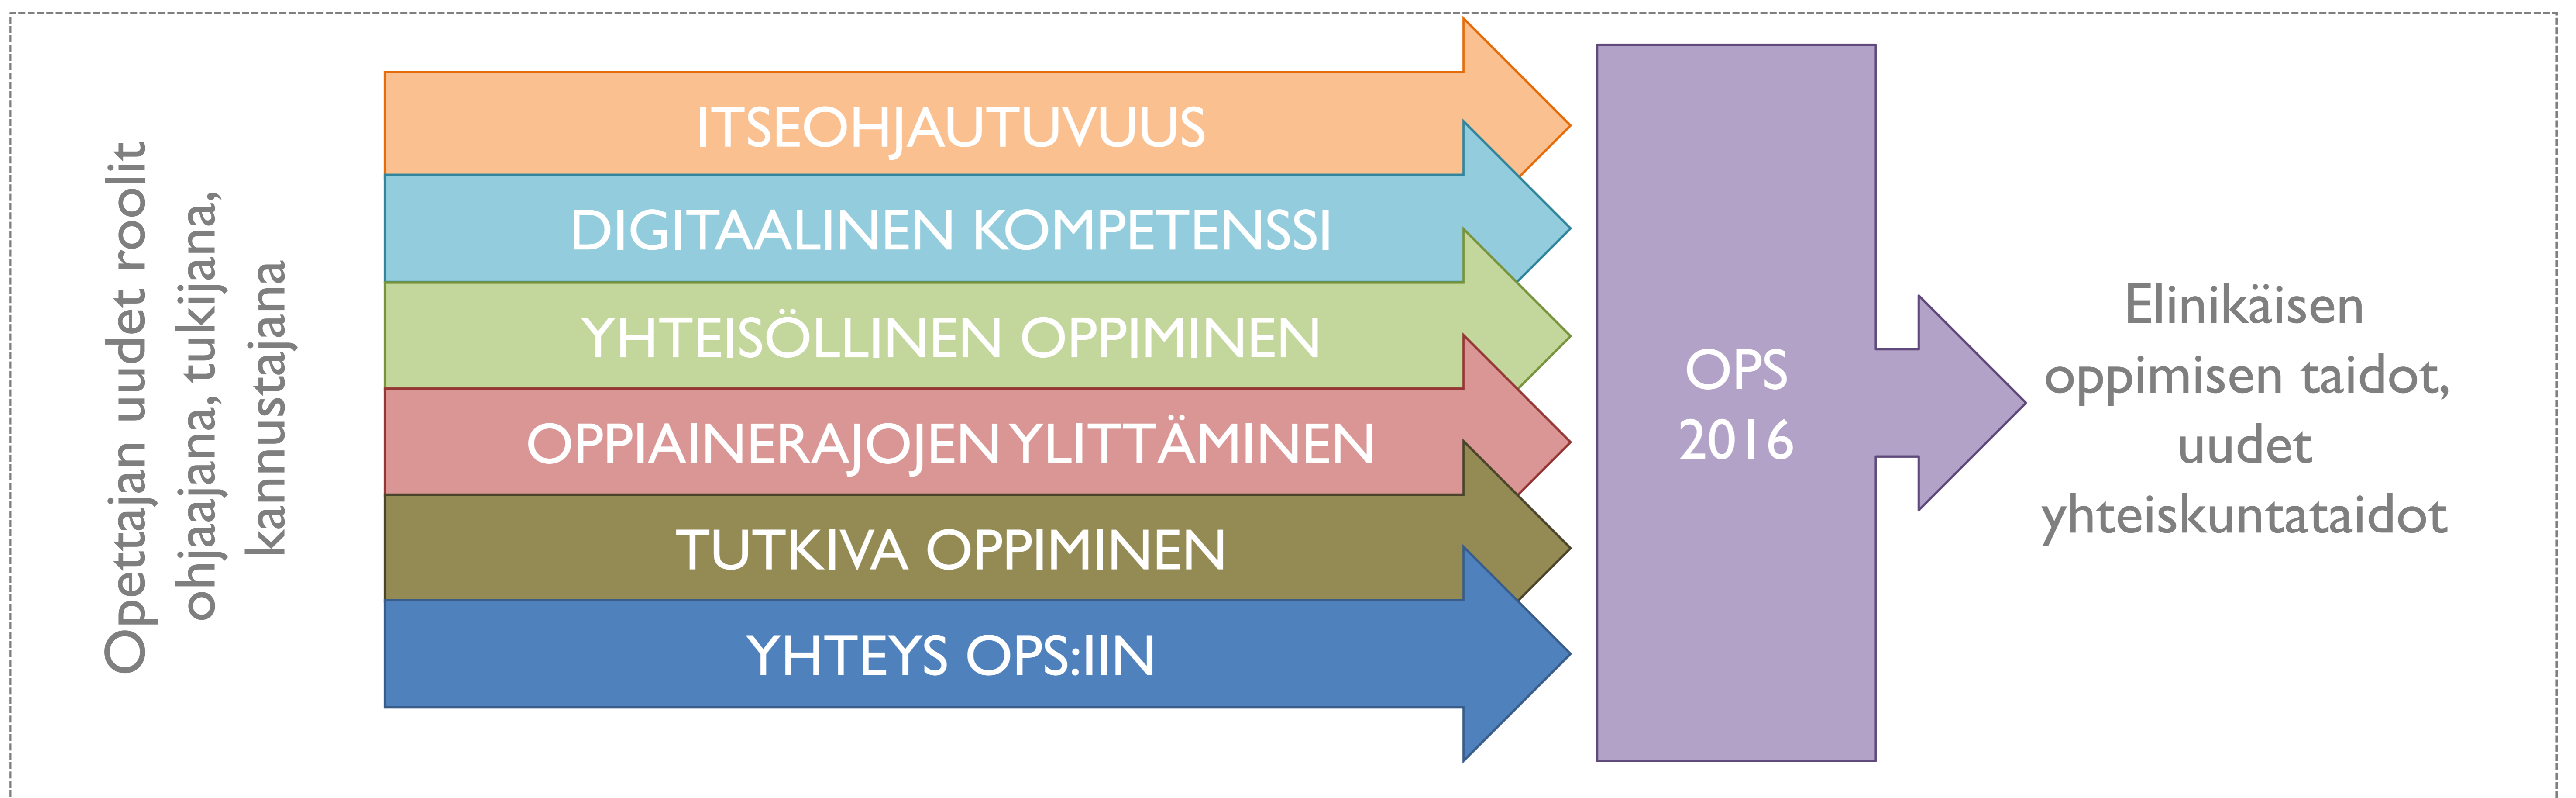 Opettajan uudet roolit
ohjaajana, tukijana,
kannustajana
ITSEOHJAUTUVUUS
DIGITAALINEN KOMPETENSSI
YHTEISÖLLINEN OPPIMINEN
OPPIAINERAJOJEN YLITTÄMINEN
TUTKIVA OPPIMINEN
YHTEYS OPS:IIN
OPS
2016
Elinikäisen
oppimisen taidot,
uudet
yhteiskuntataidot